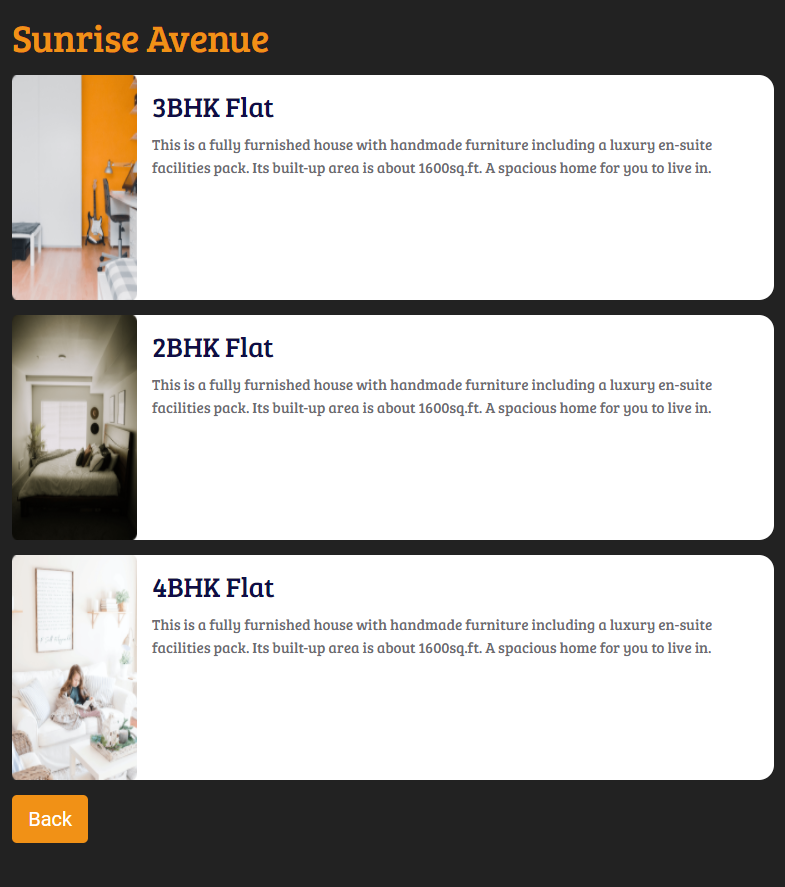 Sunrise Avenue
3BHK Flat
This is a fully furnished house with handmade furniture including a luxury en-suite
facilities pack. Its built-up area is about 1600sq.ft. A spacious home for you to live in.
2BHK Flat
This is a fully furnished house with handmade furniture including a luxury en-suite
facilities pack. Its built-up area is about 1600sq.ft. A spacious home for you to live in.
4BHK Flat
This is a fully furnished house with handmade furniture including a luxury en-suite
facilities pack. Its built-up area is about 1600sq.ft. A spacious home for you to live in.
Back